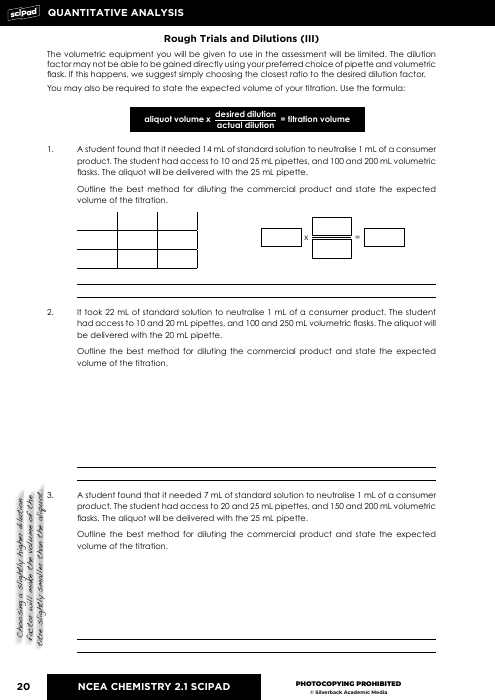 scipad QUANTITATIVE ANALYSIS
Rough Trials and Dilutions (III)
The volumetric equipment you will be given to use in the assessment will be limited. The dilution
factor may not be able to be gained directly using your preferred choice of pipette and volumetric
flask. If this happens, we suggest simply choosing the closest ratio to the desired dilution factor.
You may also be required to state the expected volume of your titration. Use the formula:
aliquot volume x desired dilution / actual dilution = titration volume
1. A student found that it needed 14 mL of standard solution to neutralise 1 mL of a consumer
product. The student had access to 10 and 25 mL pipettes, and 100 and 200 mL volumetric
flasks. The aliquot will be delivered with the 25 mL pipette.
Outline the best method for diluting the commercial product and state the expected
volume of the titration.
x =
2. It took 22 mL of standard solution to neutralise 1 mL of a consumer product. The student
had access to 10 and 20 mL pipettes, and 100 and 250 mL volumetric flasks. The aliquot will
be delivered with the 20 mL pipette.
Outline the best method for diluting the commercial product and state the expected
volume of the titration.
Choosing a slightly higher dilution
factor will make the volume of the
titre slightly smaller than the aliquot.
3. A student found that it needed 7 mL of standard solution to neutralise 1 mL of a consumer
product. The student had access to 20 and 25 mL pipettes, and 150 and 200 mL volumetric
flasks. The aliquot will be delivered with the 25 mL pipette.
Outline the best method for diluting the commercial product and state the expected
volume of the titration.
20 NCEA CHEMISTRY 2.1 SCIPAD
PHOTOCOPYING PROHIBITED
© Silverback Academic Media